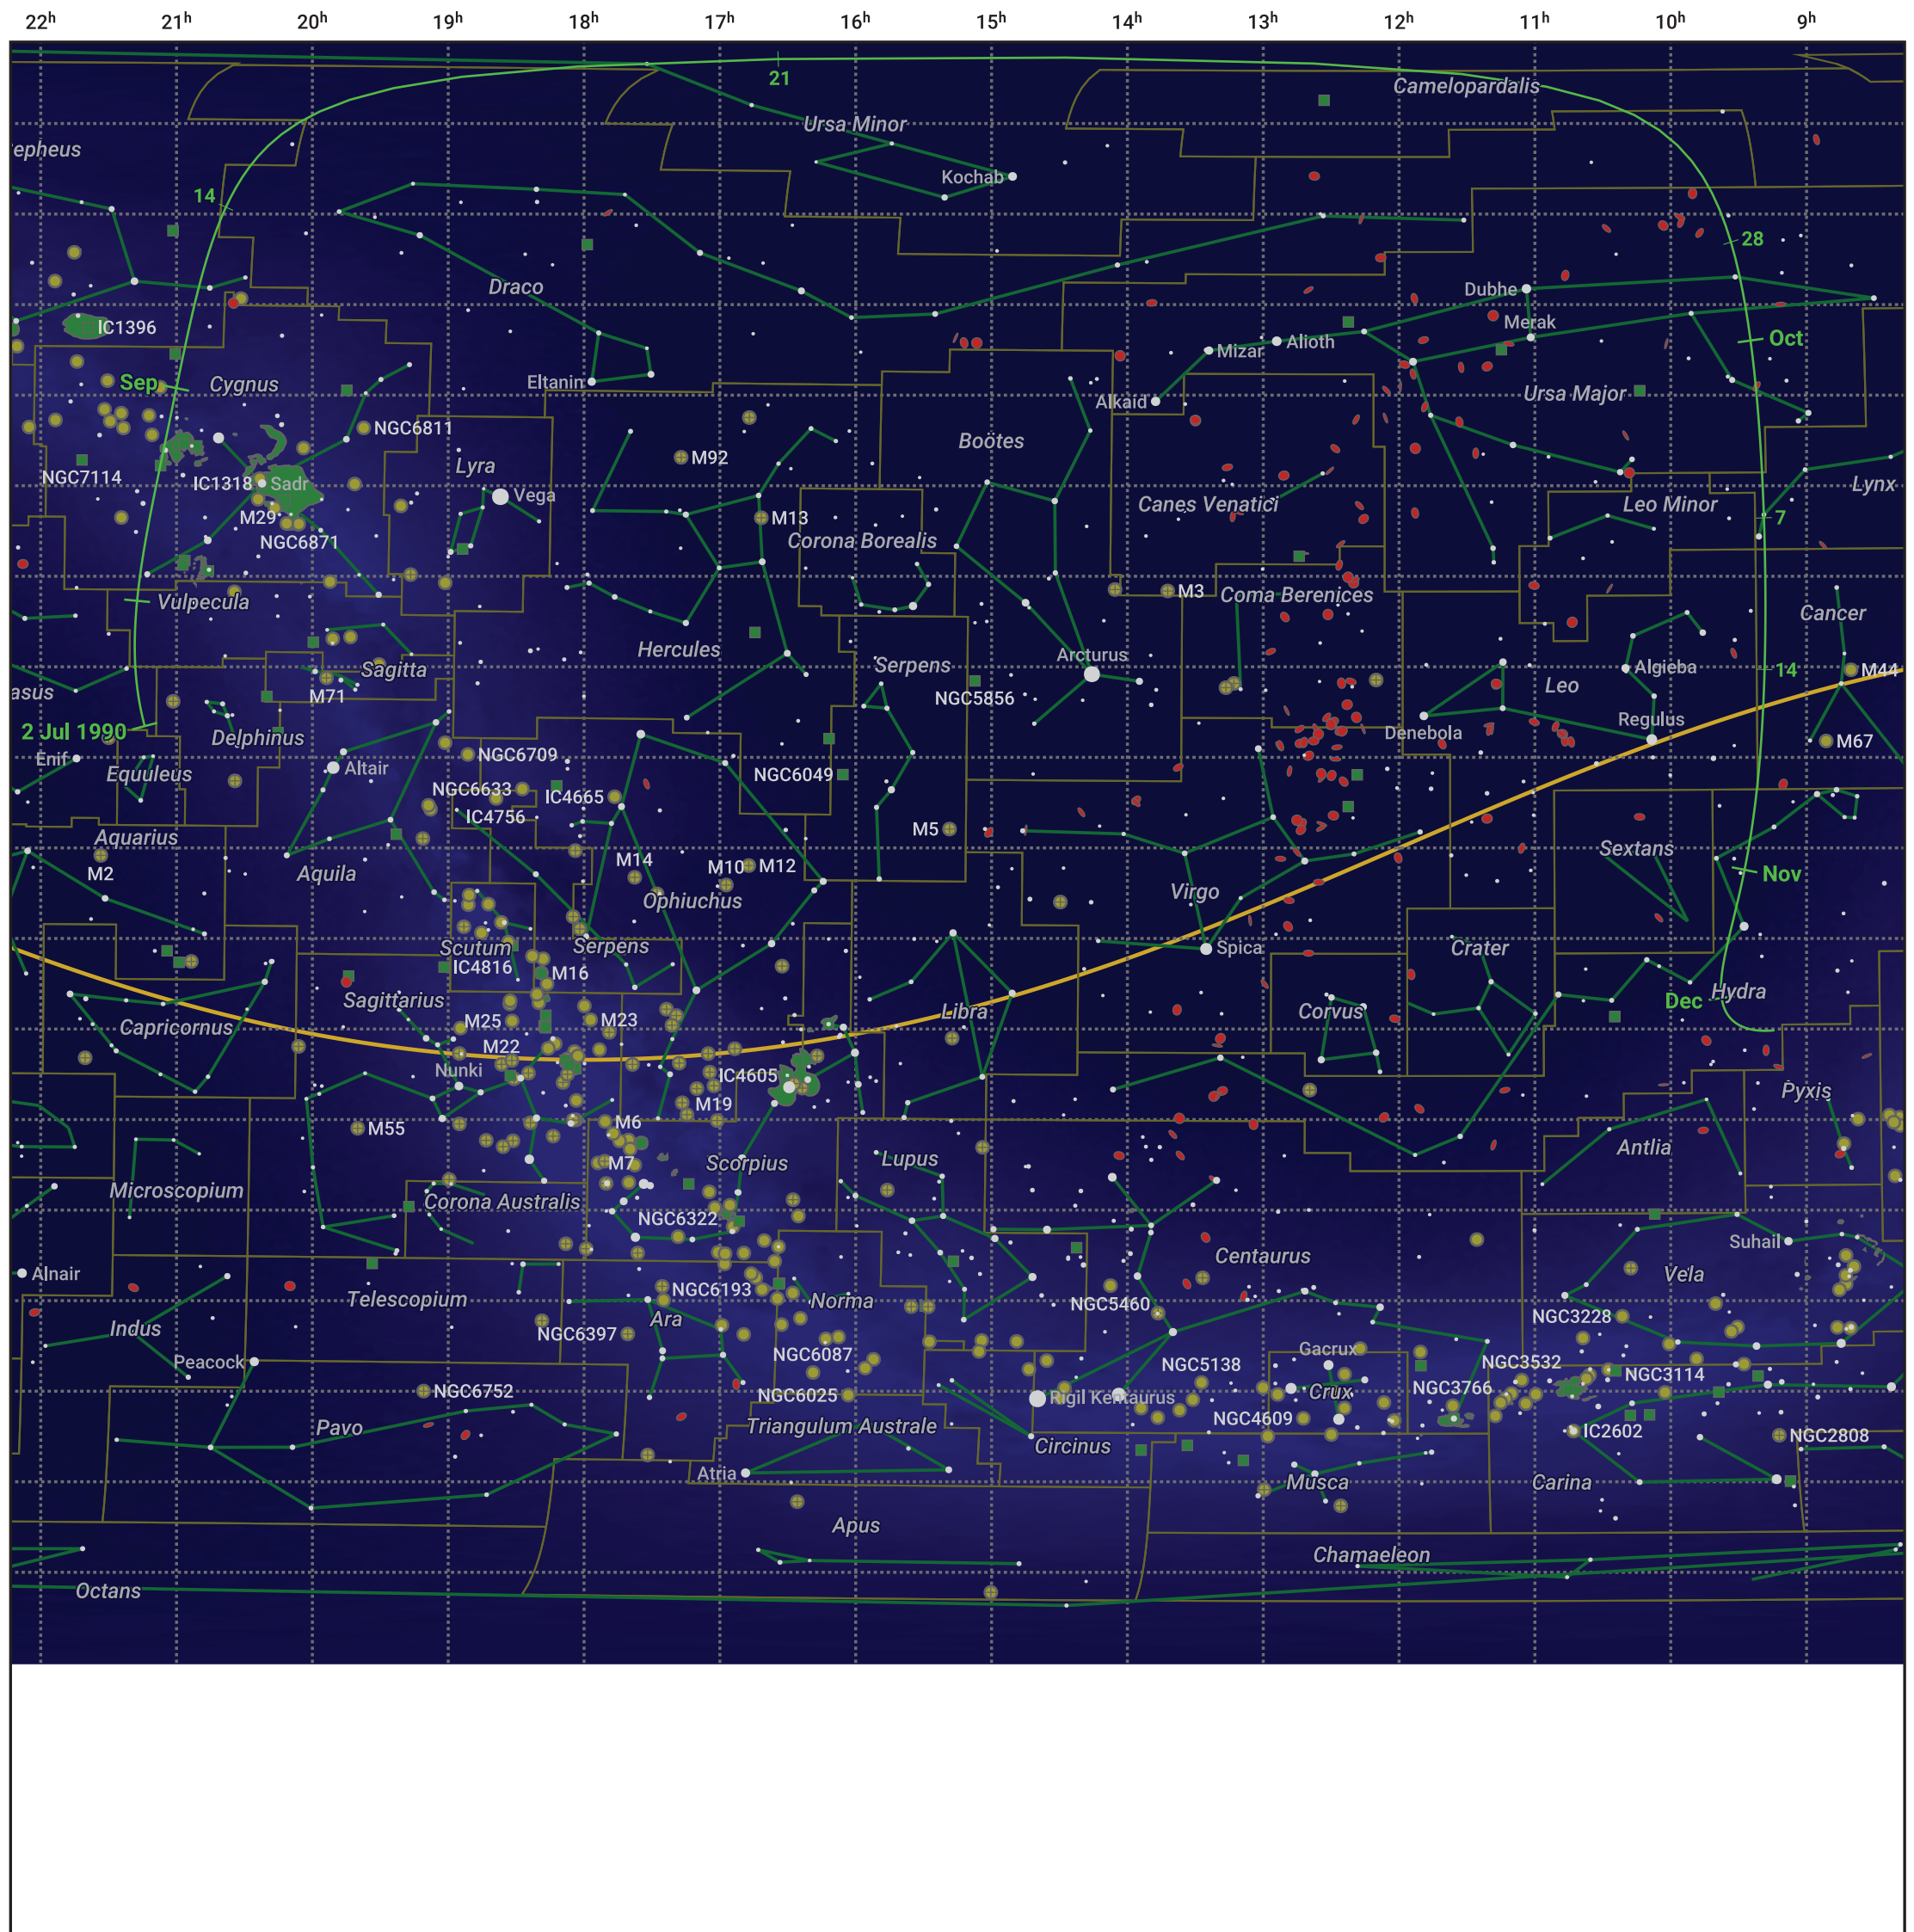 22ʰ 21ʰ 20ʰ 19ʰ 18ʰ 17ʰ 16ʰ 15ʰ 14ʰ 13ʰ 12ʰ 11ʰ 10ʰ 9ʰ
21
Camelopardalis
Ursa Minor
epheus
Kochab
14
28
Draco
Dubhe
IC1396
Merak
Oct
Mizar
Alioth
Sep
Cygnus
Eltanin
Ursa Major
Alkaid
NGC6811
Boötes
M92
Lyra
NGC7114
IC1318
Sadr
Vega
Canes Venatici
Leo Minor
Lynx
M29
M13
7
NGC6871
Corona Borealis
M3
Coma Berenices
Vulpecula
Cancer
Hercules
Arcturus
Sagitta
Serpens
Algieba
14
M44
asus
M71
NGC5856
Leo
Regulus
2 Jul 1990
Delphinus
Denebola
M67
Enif
NGC6709
Altair
Equuleus
NGC6049
NGC6633
IC4665
IC4756
M5
Aquarius
Sextans
M2
Aquila
M14
M10
M12
Nov
Ophiuchus
Virgo
Scutum
Serpens
Spica
Crater
IC4816
M16
Sagittarius
Dec
Hydra
Capricornus
M25
M23
Libra
Corvus
M22
Nunki
IC4605
Pyxis
M19
M55
M6
Antlia
M7
Scorpius
Lupus
Microscopium
Corona Australis
NGC6322
Suhail
Centaurus
Alnair
Vela
NGC6193
Telescopium
Norma
NGC5460
Ara
NGC3228
Indus
NGC6397
Gacrux
NGC6087
Peacock
NGC5138
NGC3532
NGC3114
NGC6752
NGC6025
Rigil Kentaurus
Crux
NGC3766
Pavo
Triangulum Australe
NGC4609
IC2602
NGC2808
Circinus
Atria
Musca
Carina
Apus
Chamaeleon
Octans